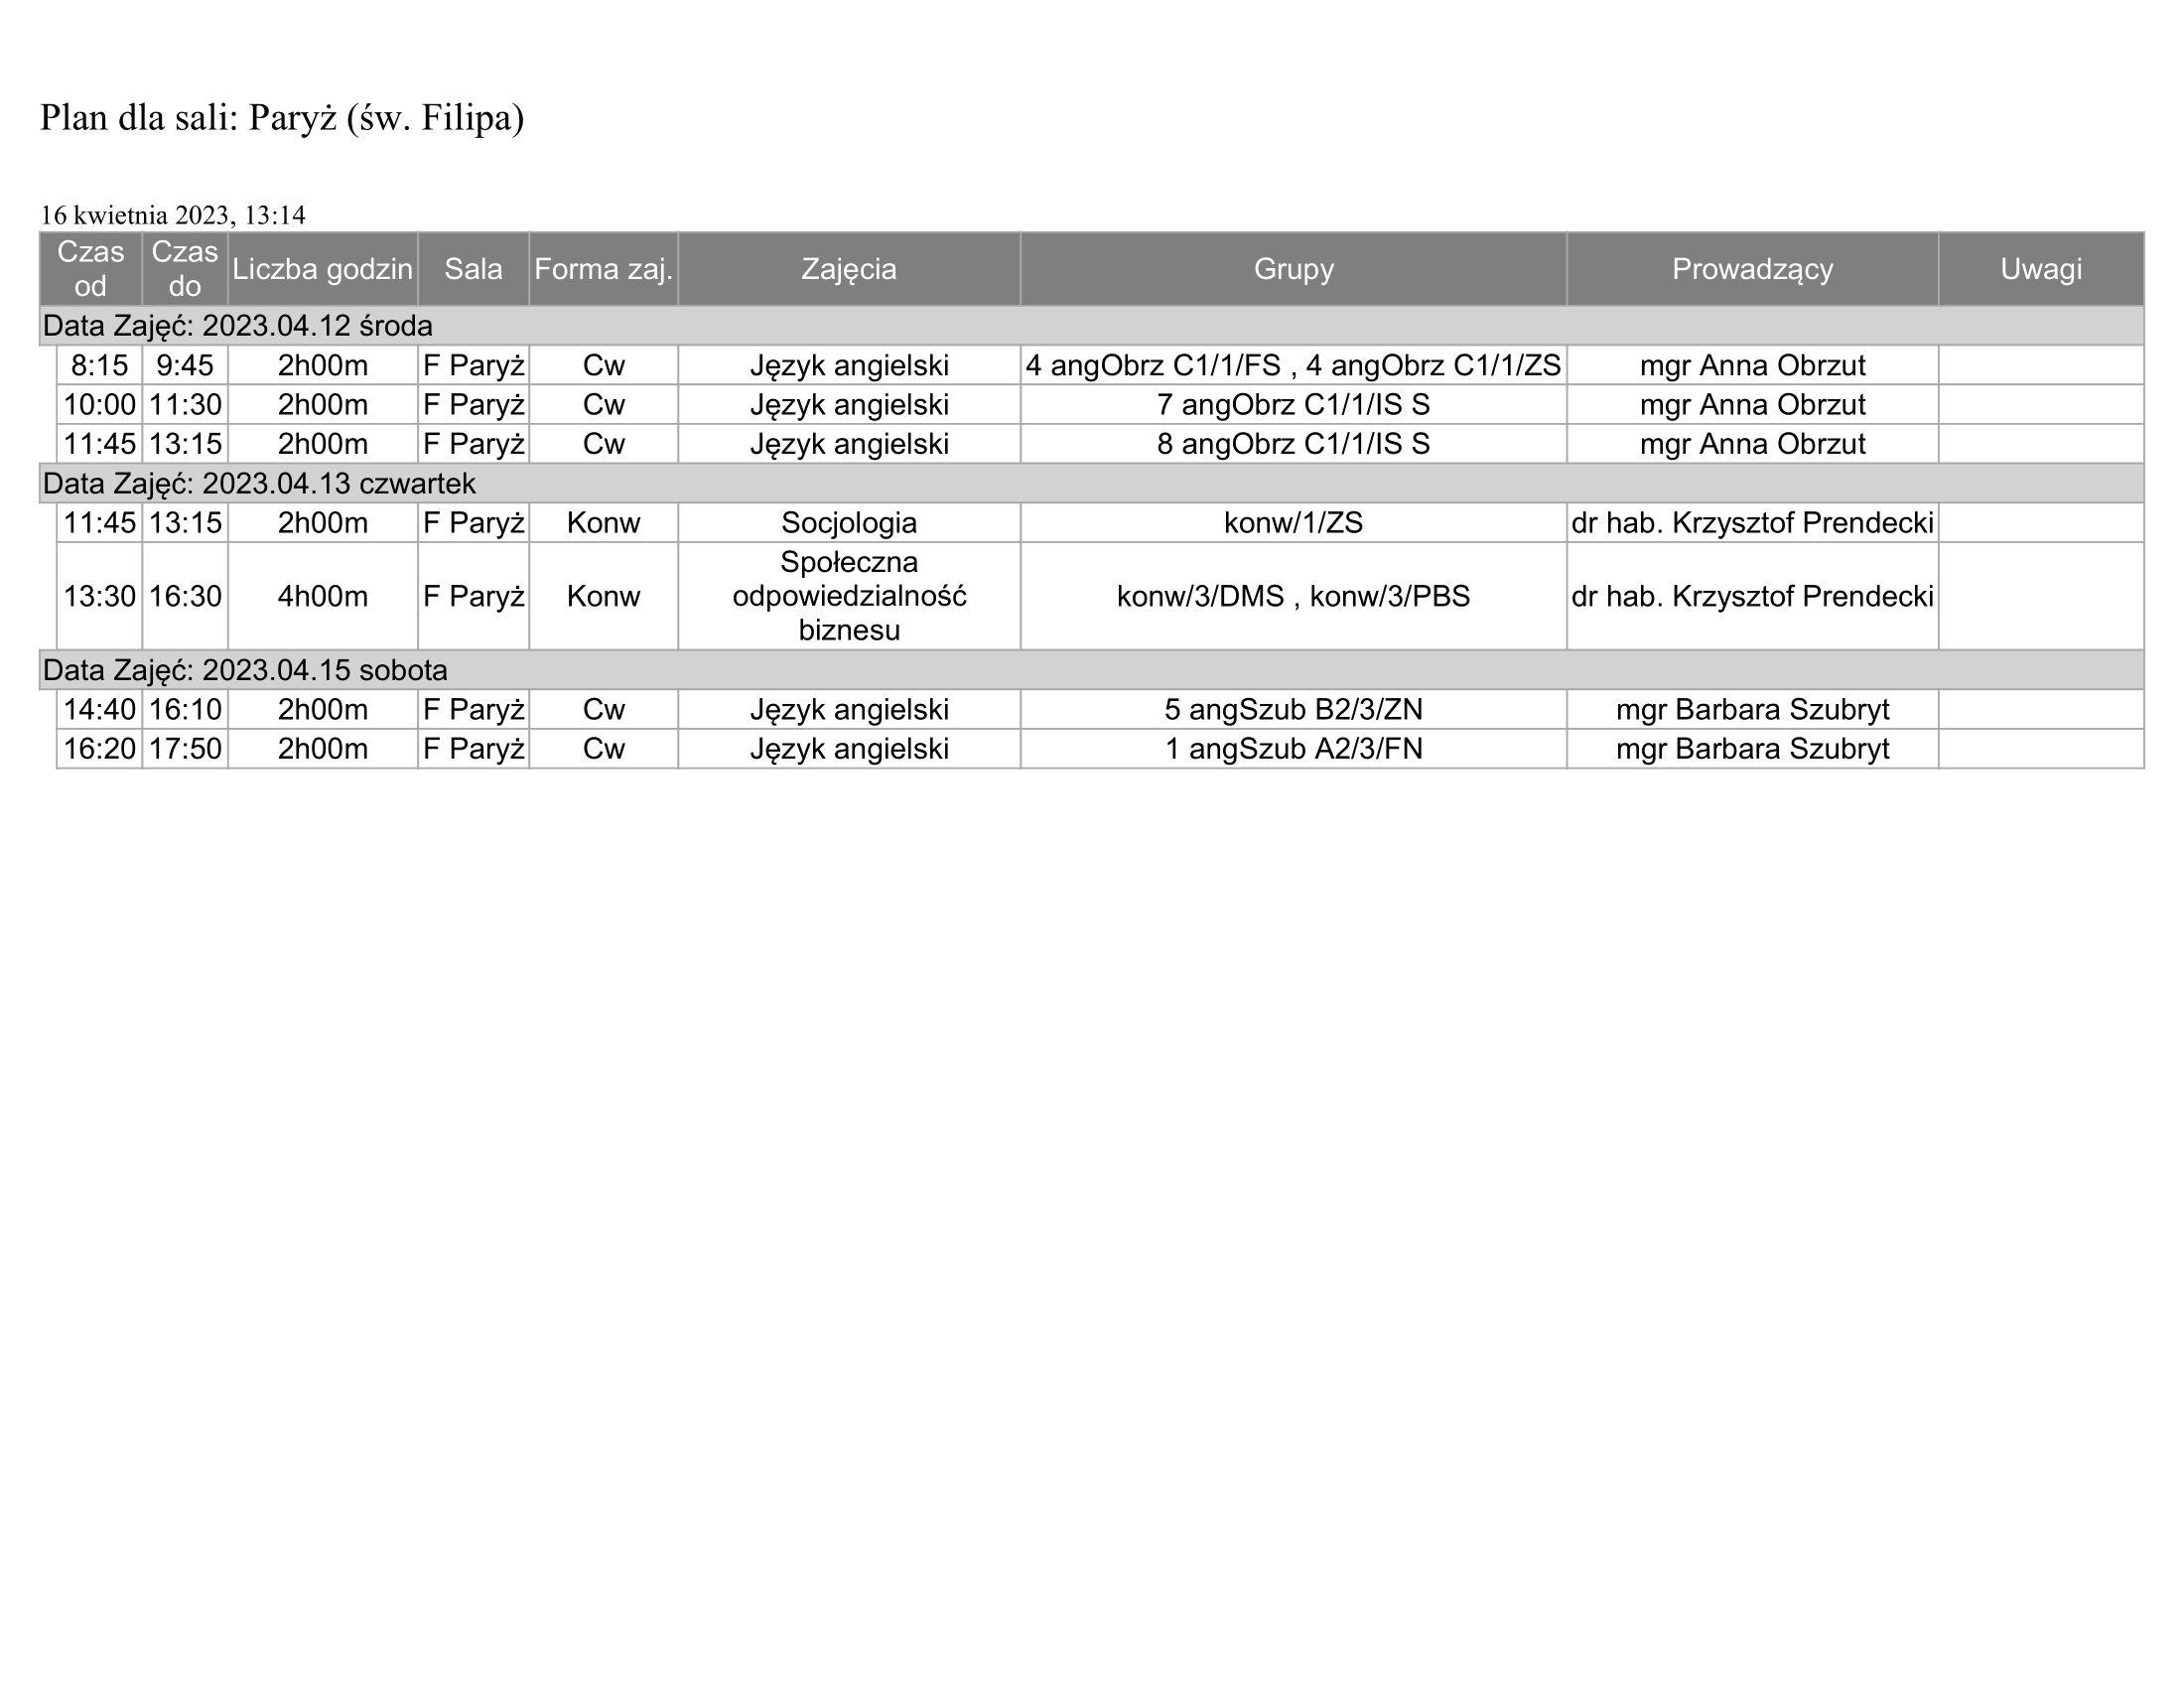 Plan dla sali: Paryż (św. Filipa)
16 kwietnia 2023, 13:14
Czas od Czas do Liczba godzin Sala Forma zaj. Zajęcia Grupy Prowadzący Uwagi
Data Zajęć: 2023.04.12 środa
8:15 9:45 2h00m F Paryż Cw Język angielski 4 angObrz C1/1/FS , 4 angObrz C1/1/ZS mgr Anna Obrzut
10:00 11:30 2h00m F Paryż Cw Język angielski 7 angObrz C1/1/IS S mgr Anna Obrzut
11:45 13:15 2h00m F Paryż Cw Język angielski 8 angObrz C1/1/IS S mgr Anna Obrzut
Data Zajęć: 2023.04.13 czwartek
11:45 13:15 2h00m F Paryż Konw Socjologia konw/1/ZS dr hab. Krzysztof Prendecki
13:30 16:30 4h00m F Paryż Konw Społeczna odpowiedzialność biznesu konw/3/DMS , konw/3/PBS dr hab. Krzysztof Prendecki
Data Zajęć: 2023.04.15 sobota
14:40 16:10 2h00m F Paryż Cw Język angielski 5 angSzub B2/3/ZN mgr Barbara Szubryt
16:20 17:50 2h00m F Paryż Cw Język angielski 1 angSzub A2/3/FN mgr Barbara Szubryt